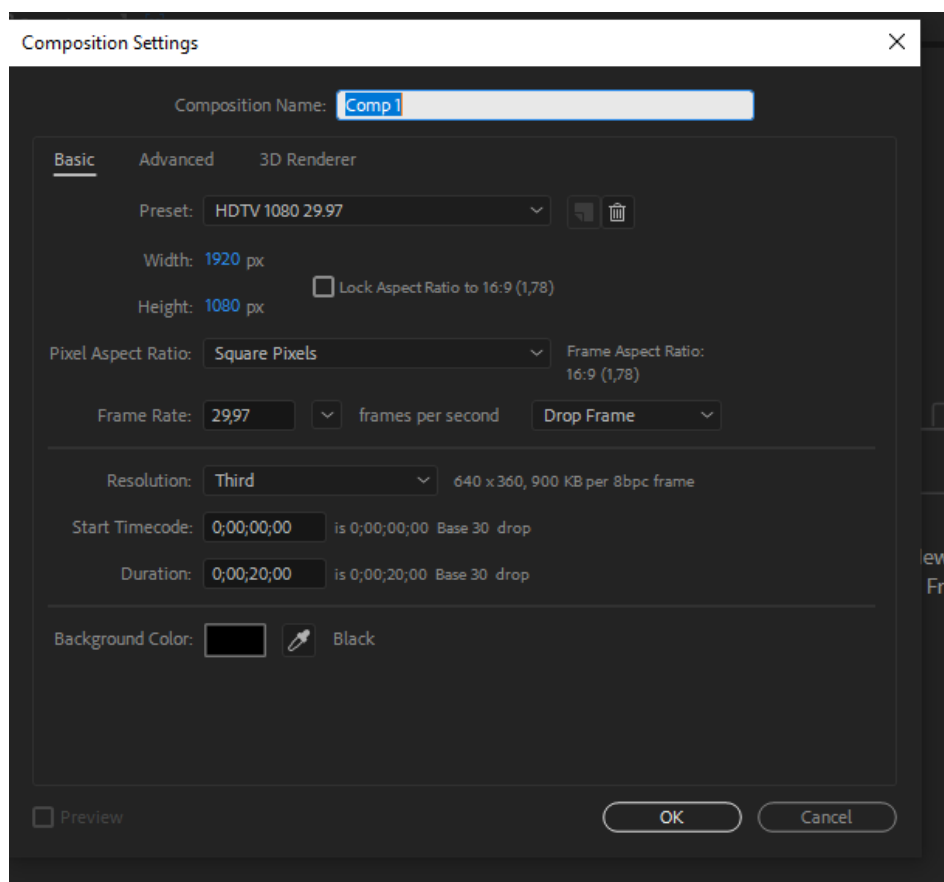 Composition Settings
Composition Name: Comp 1
Basic Advanced 3D Renderer
Preset: HDTV 1080 29.97
Width: 1920 px
Lock Aspect Ratio to 16:9 (1,78)
Height: 1080 px
Pixel Aspect Ratio: Square Pixels Frame Aspect Ratio:
16:9 (1,78)
Frame Rate: 29,97 frames per second Drop Frame
Resolution: Third 640 x 360, 900 KB per 8bpc frame
Start Timecode: 0;00;00;00 is 0;00;00;00 Base 30 drop
Duration: 0;00;20;00 is 0;00;20;00 Base 30 drop
Background Color: Black
Preview OK Cancel